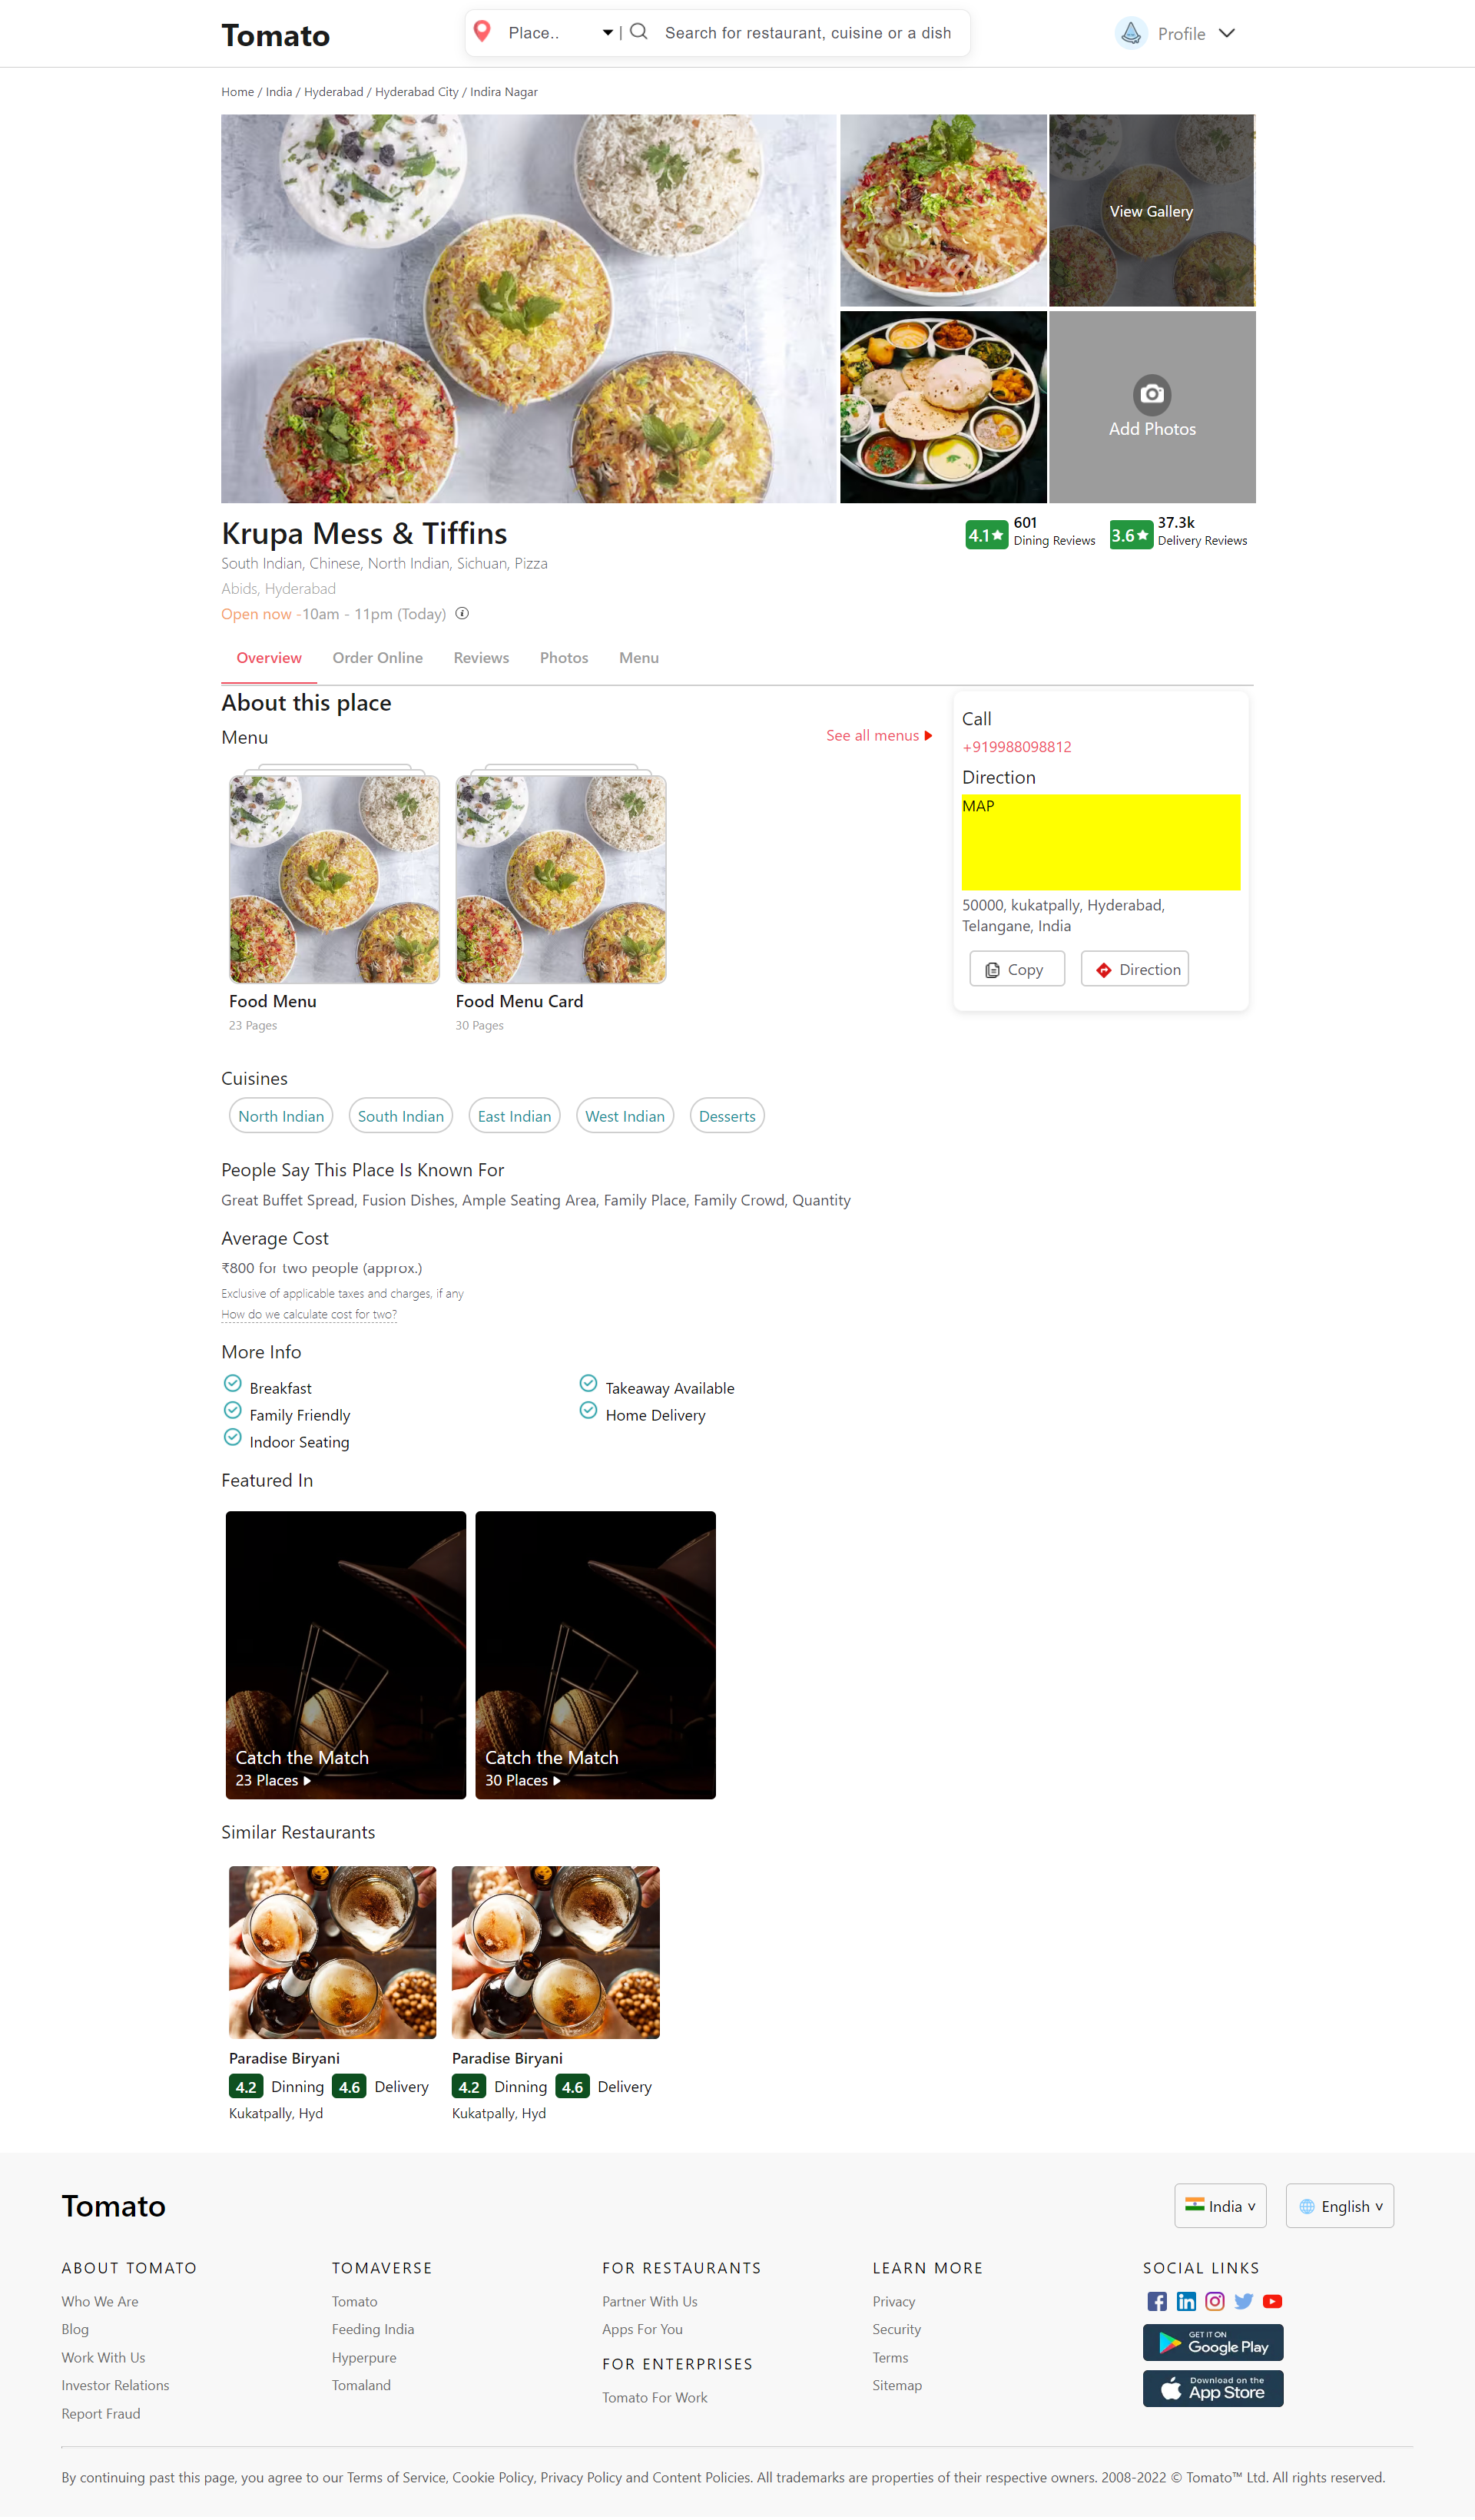 Tomato
Place.. | Search for restaurant, cuisine or a dish
Profile
Home / India / Hyderabad / Hyderabad City / Indira Nagar
View Gallery
Add Photos
Krupa Mess & Tiffins
4.1 601 Dining Reviews
3.6 37.3k Delivery Reviews
South Indian, Chinese, North Indian, Sichuan, Pizza
Abids, Hyderabad
Open now -10am - 11pm (Today)
Overview Order Online Reviews Photos Menu
About this place
Menu
See all menus
Food Menu
23 Pages
Food Menu Card
30 Pages
Call
+919988098812
Direction
MAP
50000, kukatpally, Hyderabad,
Telangane, India
Copy Direction
Cuisines
North Indian South Indian East Indian West Indian Desserts
People Say This Place Is Known For
Great Buffet Spread, Fusion Dishes, Ample Seating Area, Family Place, Family Crowd, Quantity
Average Cost
₹800 for two people (approx.)
Exclusive of applicable taxes and charges, if any
How do we calculate cost for two?
More Info
Breakfast Takeaway Available
Family Friendly Home Delivery
Indoor Seating
Featured In
Catch the Match
23 Places
Catch the Match
30 Places
Similar Restaurants
Paradise Biryani
4.2 Dinning 4.6 Delivery
Kukatpally, Hyd
Paradise Biryani
4.2 Dinning 4.6 Delivery
Kukatpally, Hyd
Tomato
India v English v
ABOUT TOMATO
Who We Are
Blog
Work With Us
Investor Relations
Report Fraud
TOMAVERSE
Tomato
Feeding India
Hyperpure
Tomaland
FOR RESTAURANTS
Partner With Us
Apps For You
FOR ENTERPRISES
Tomato For Work
LEARN MORE
Privacy
Security
Terms
Sitemap
SOCIAL LINKS
GET IT ON
Google Play
Download on the
App Store
By continuing past this page, you agree to our Terms of Service, Cookie Policy, Privacy Policy and Content Policies. All trademarks are properties of their respective owners. 2008-2022 © Tomato™ Ltd. All rights reserved.